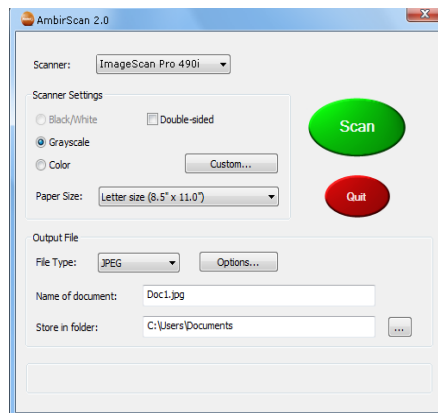 AmbirScan 2.0
Scanner: ImageScan Pro 490i
Scanner Settings
Black/White Double-sided
Grayscale
Color Custom...
Paper Size: Letter size (8.5" x 11.0")
Scan
Quit
Output File
File Type: JPEG Options...
Name of document: Doc1.jpg
Store in folder: C:\Users\Documents ...